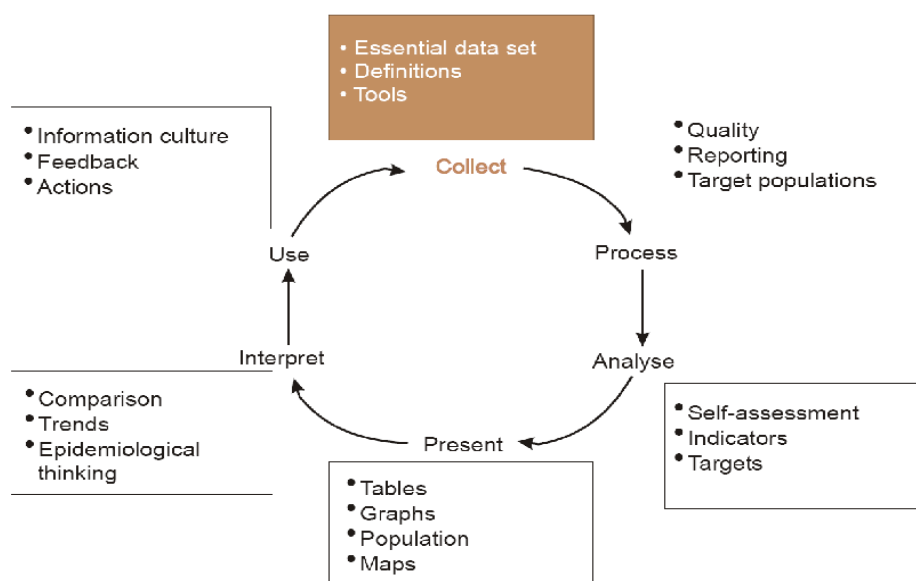 • Essential data set
• Definitions
• Tools
Collect
• Quality
• Reporting
• Target populations
Process
Analyse
• Self-assessment
• Indicators
• Targets
Present
• Tables
• Graphs
• Population
• Maps
Interpret
• Comparison
• Trends
• Epidemiological
thinking
Use
• Information culture
• Feedback
• Actions